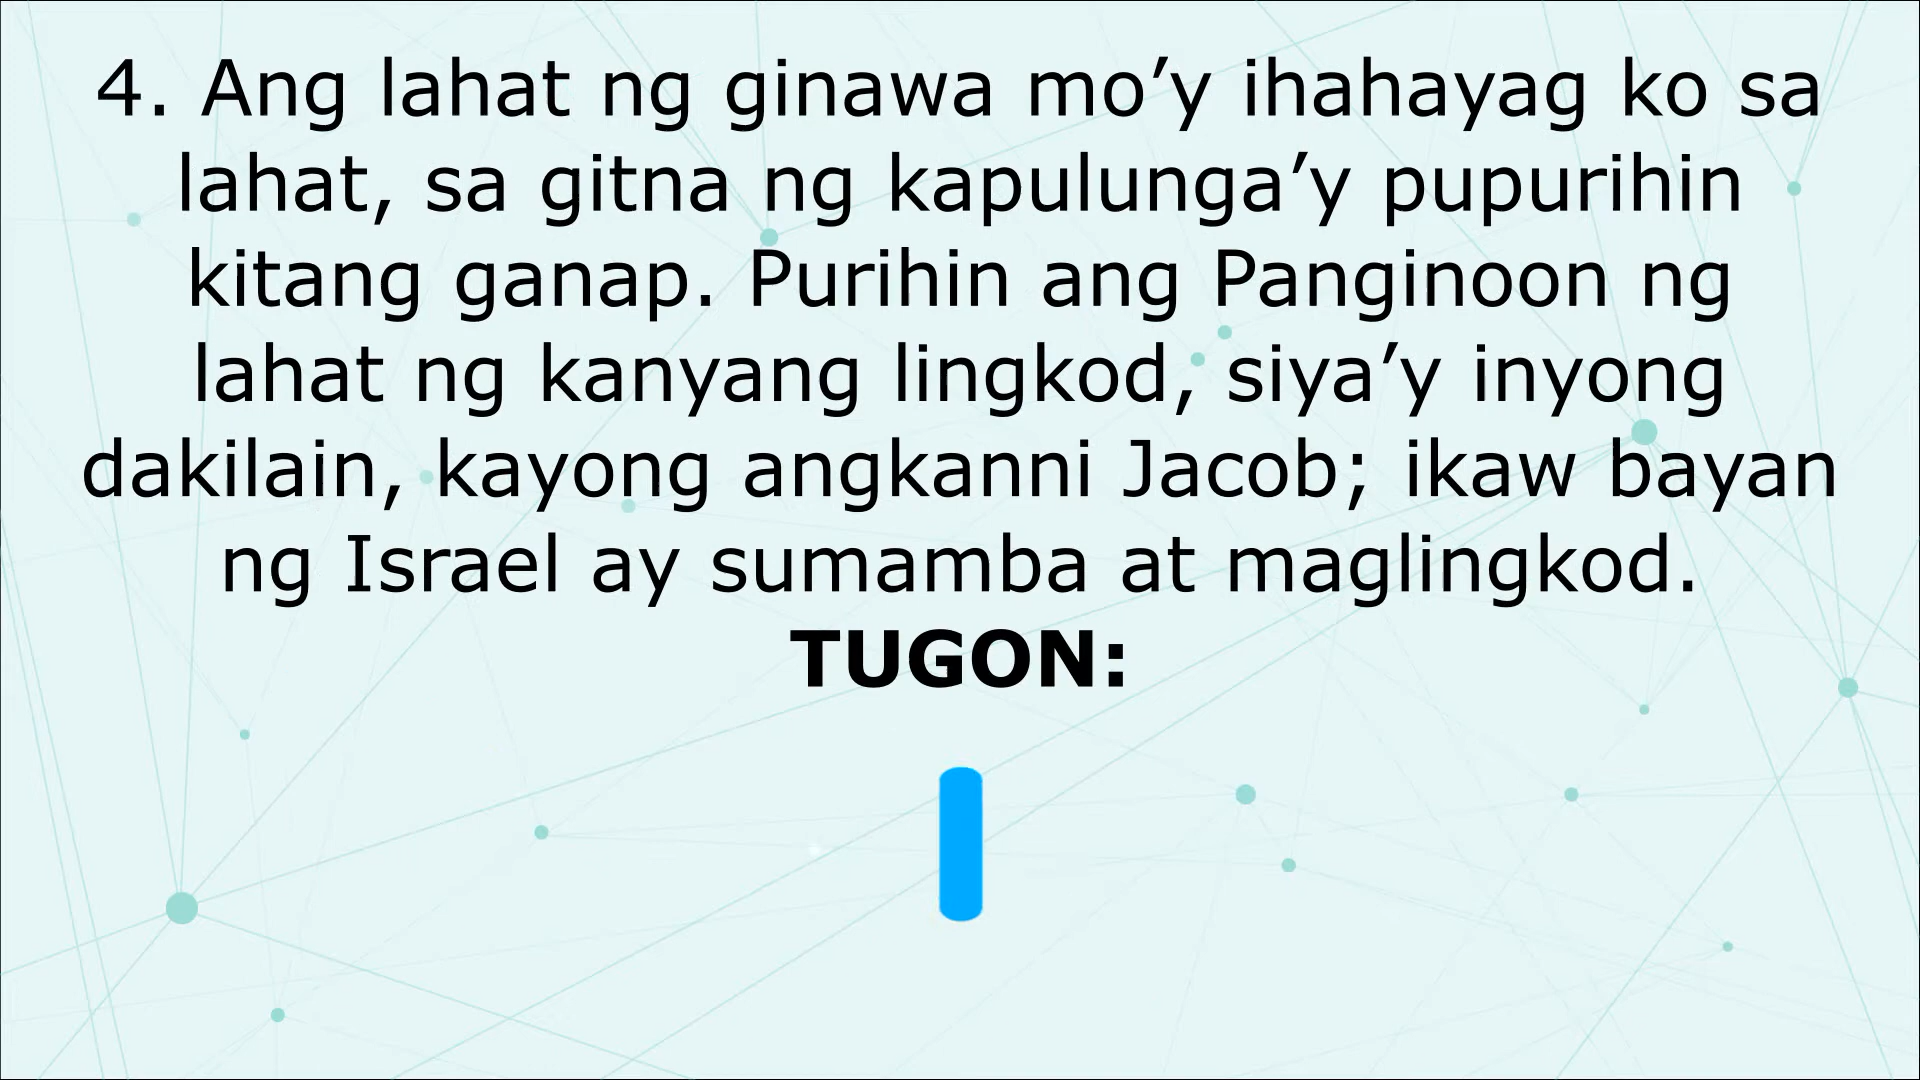 4. Ang lahat ng ginawa mo’y ihahayag ko sa
lahat, sa gitna ng kapulunga’y pupurihin
kitang ganap. Purihin ang Panginoon ng
lahat ng kanyang lingkod, siya’y inyong
dakilain, kayong angkanni Jacob; ikaw bayan
ng Israel ay sumamba at maglingkod.
TUGON: